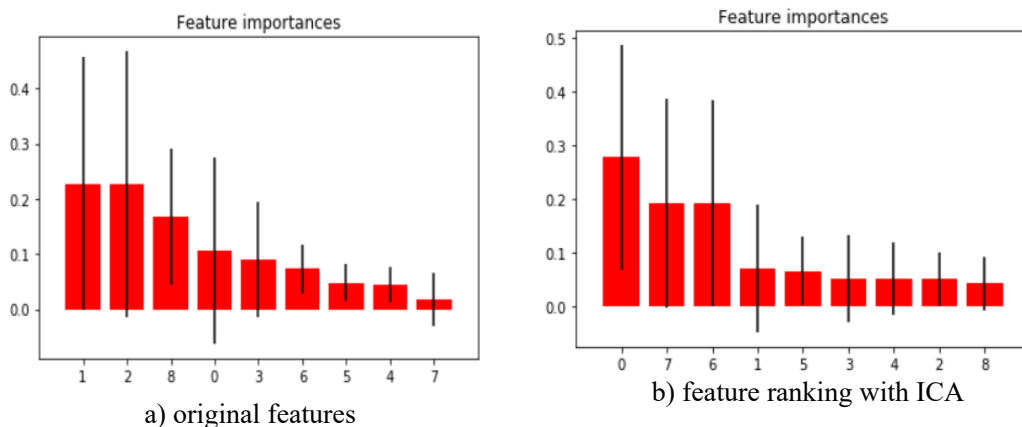 Feature importances
0.4
0.3
0.2
0.1
0.0
1 2 8 0 3 6 5 4 7
a) original features
Feature importances
0.5
0.4
0.3
0.2
0.1
0.0
0 7 6 1 5 3 4 2 8
b) feature ranking with ICA